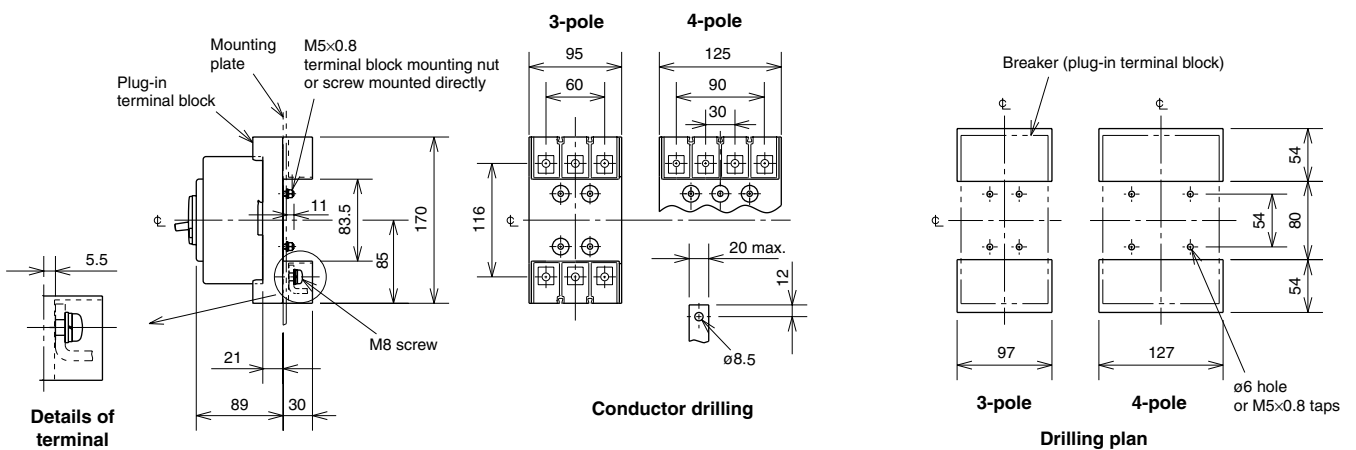 3-pole
4-pole
Mounting
plate
M5×0.8
terminal block mounting nut
or screw mounted directly
Plug-in
terminal block
95
60
125
90
30
Breaker (plug-in terminal block)
℄
℄
11
83.5
170
85
℄
116
℄
54
80
54
54
5.5
20 max.
12
M8 screw
ø8.5
21
89
30
97
127
ø6 hole
or M5×0.8 taps
Details of
terminal
Conductor drilling
3-pole
4-pole
Drilling plan